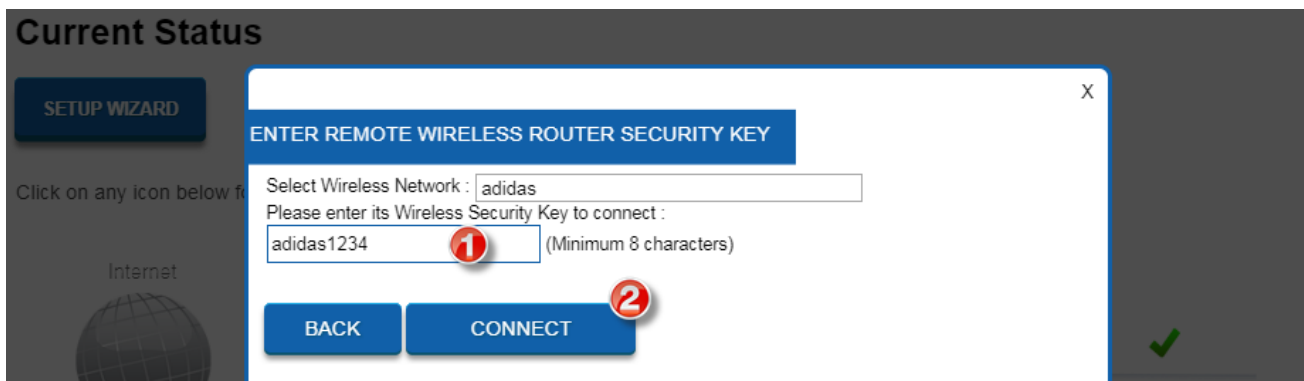 Current Status
SETUP WIZARD
X
ENTER REMOTE WIRELESS ROUTER SECURITY KEY
Click on any icon below fo
Select Wireless Network : adidas
Please enter its Wireless Security Key to connect :
adidas1234 1 (Minimum 8 characters)
Internet
2
BACK CONNECT